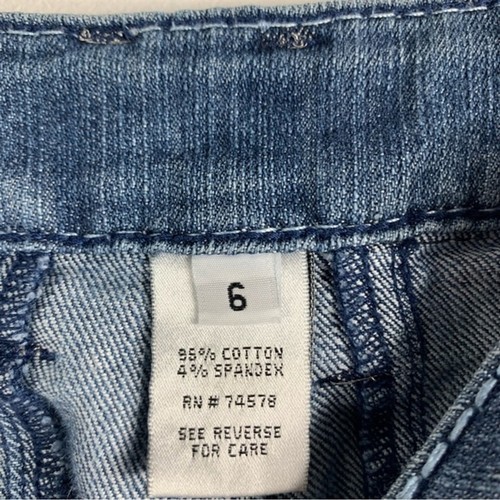 6
96% COTTON
4% SPANDEX
RN # 74578
SEE REVERSE
FOR CARE